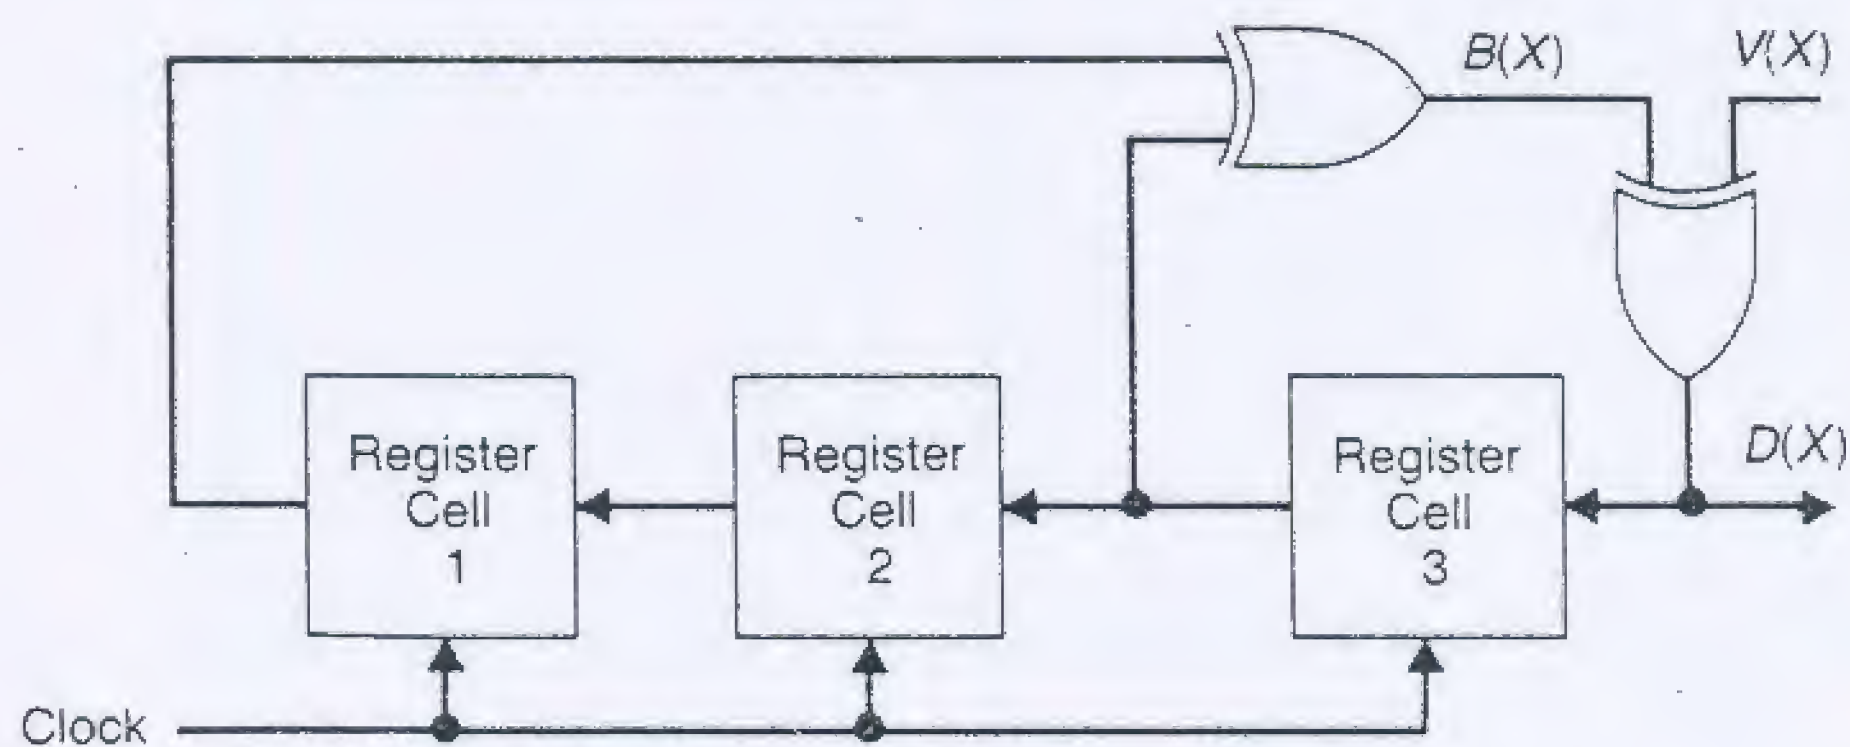 B(X)
V(X)
Register
Cell
1
Register
Cell
2
Register
Cell
3
D(X)
Clock